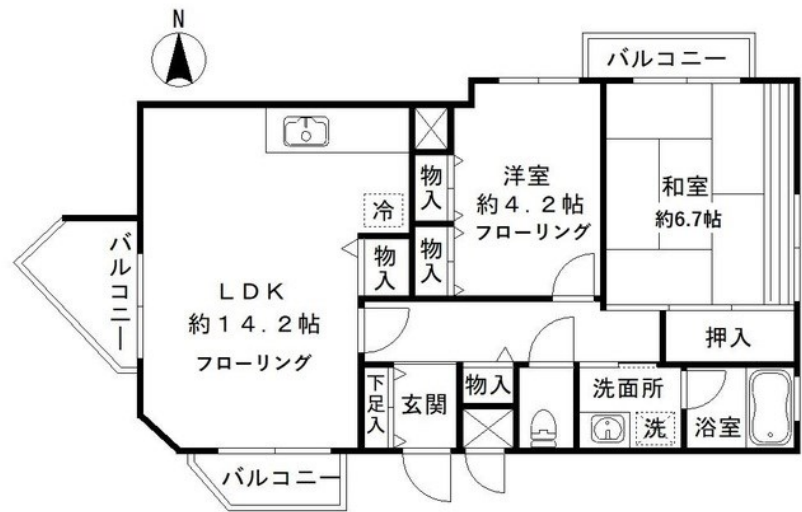 N
バルコニー
洋室
約4.2帖
フローリング
和室
約6.7帖
物入
物入
物入
冷
バルコニー
LDK
約14.2帖
フローリング
押入
下足入
玄関
物入
洗面所
洗
浴室
バルコニー